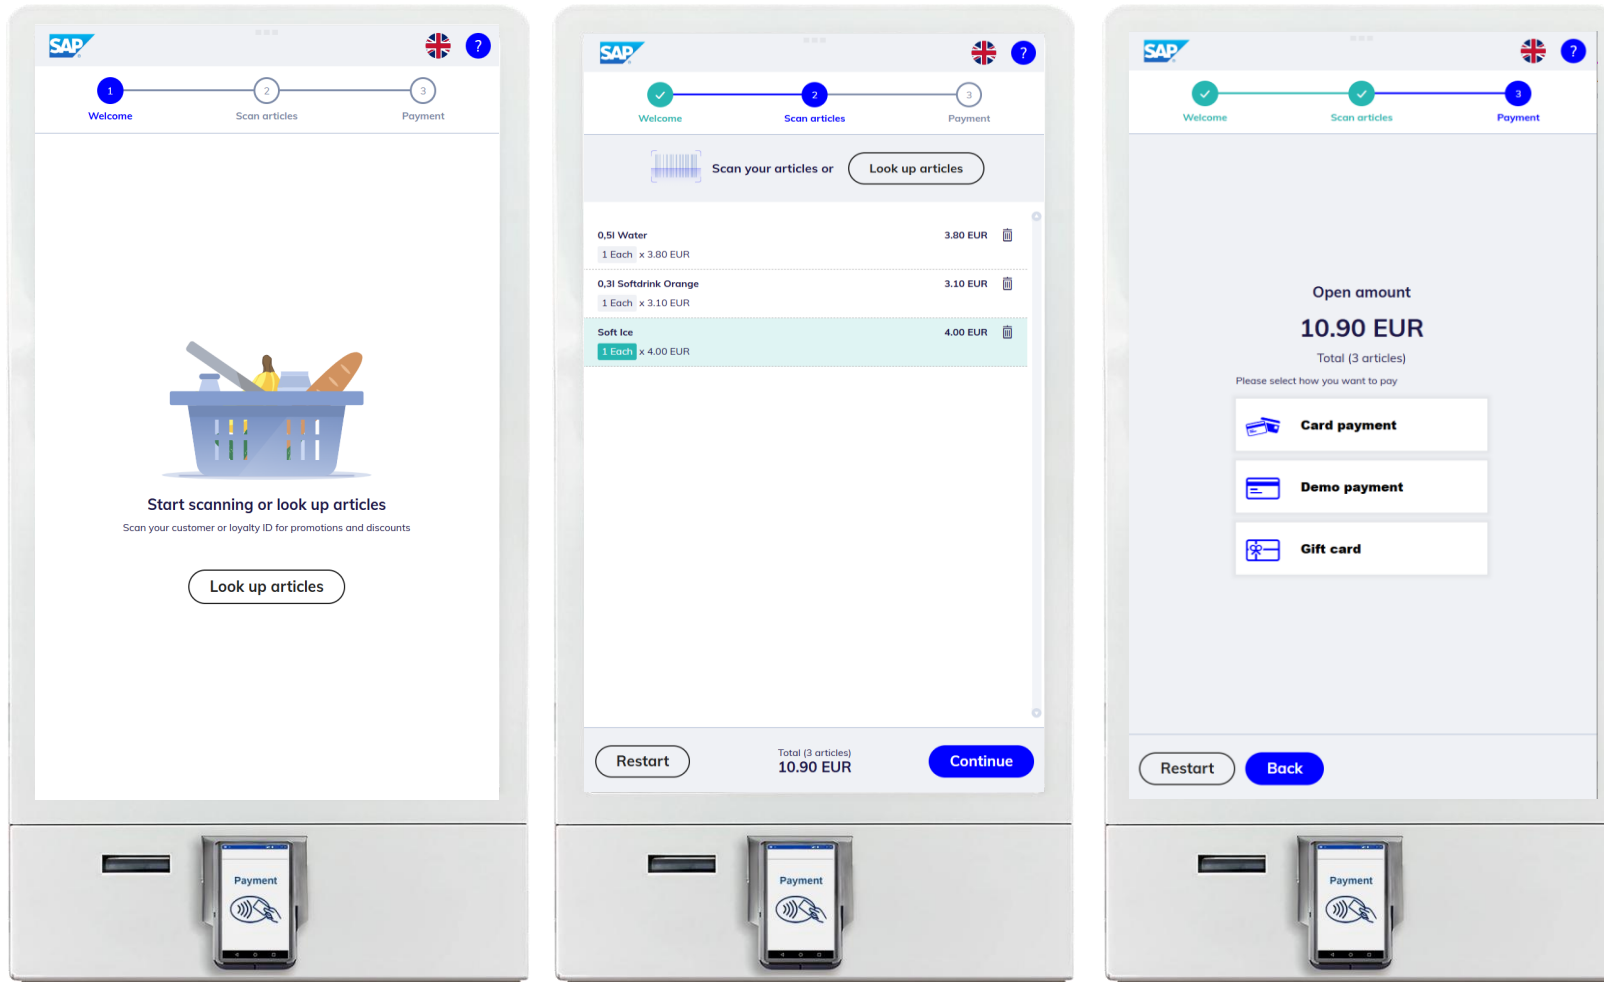 SAP
?
1
2
3
Welcome
Scan articles
Payment
Start scanning or look up articles
Scan your customer or loyalty ID for promotions and discounts
Look up articles
Payment
SAP
?
2
3
Welcome
Scan articles
Payment
Scan your articles or
Look up articles
0,5l Water
3.80 EUR
1 Each x 3.80 EUR
0,3l Softdrink Orange
3.10 EUR
1 Each x 3.10 EUR
Soft Ice
4.00 EUR
1 Each x 4.00 EUR
Restart
Total (3 articles)
10.90 EUR
Continue
Payment
SAP
?
3
Welcome
Scan articles
Payment
Open amount
10.90 EUR
Total (3 articles)
Please select how you want to pay
Card payment
Demo payment
Gift card
Restart
Back
Payment